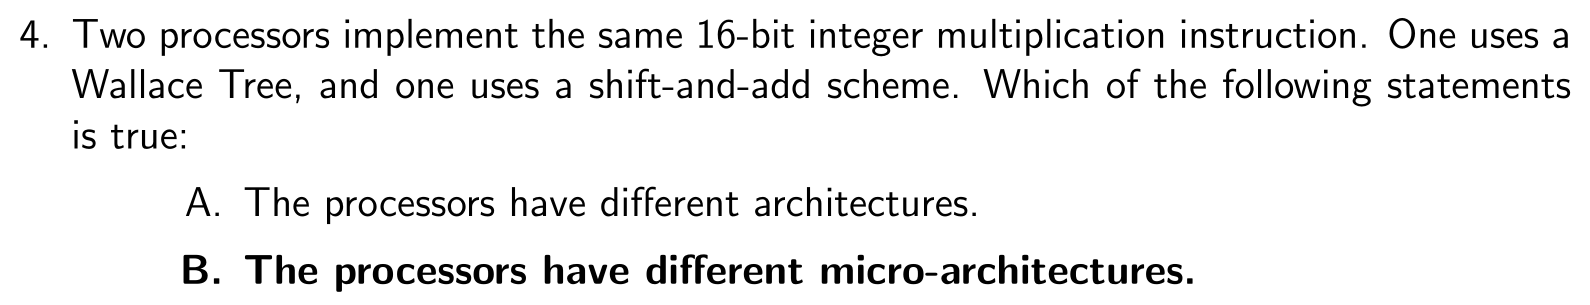 4. Two processors implement the same 16-bit integer multiplication instruction. One uses a
Wallace Tree, and one uses a shift-and-add scheme. Which of the following statements
is true:
A. The processors have different architectures.
B. The processors have different micro-architectures.